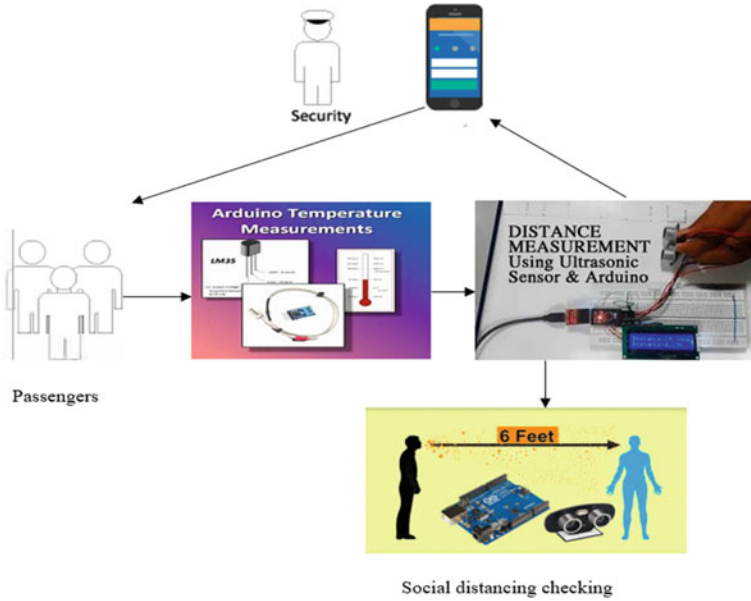 Security
Arduino Temperature
Measurements
LM35
DISTANCE
MEASUREMENT
Using Ultrasonic
Sensor & Arduino
Passengers
6 Feet
Social distancing checking